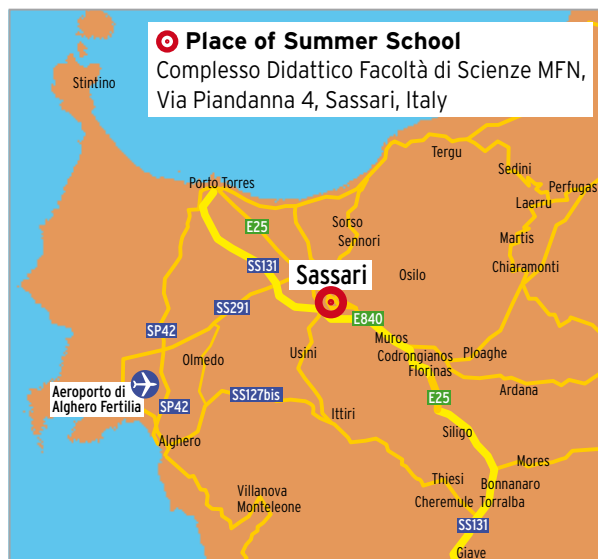 Place of Summer School
Complesso Didattico Facoltà di Scienze MFN,
Via Piandanna 4, Sassari, Italy
Stintino
Tergu
Sedini
Perfugas
Laerru
Porto Torres
Sorso
E25
Sennori
Martis
Chiaramonti
SS131
Sassari
Osilo
SS291
E840
SP42
Muros
Usini
Codrongianos
Ploaghe
Olmedo
Florinas
Aeroporto di
Alghero Fertilia
SP42
SS127bis
E25
Ardana
Ittiri
Siligo
Alghero
Mores
Thiesi
Bonnanaro
Villanova
Monteleone
Cheremule
Torralba
SS131
Giave